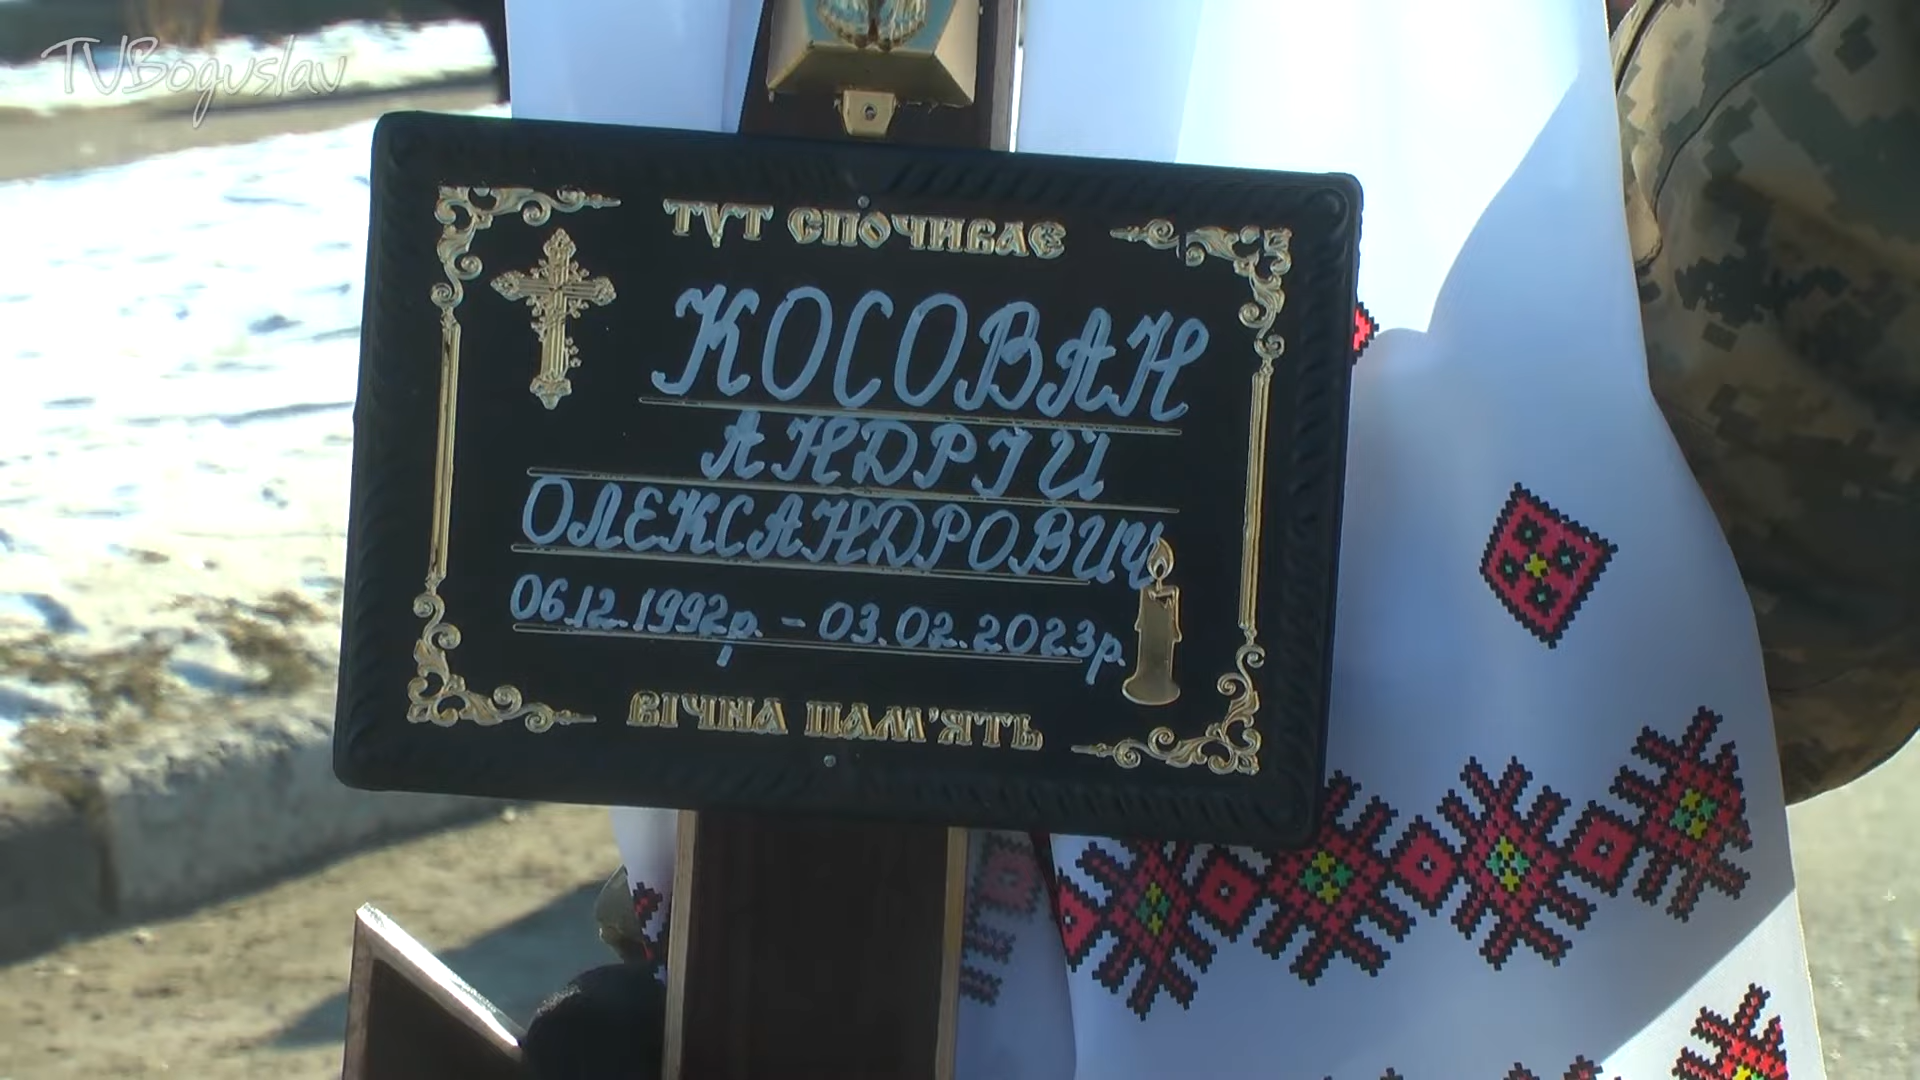 TVBoguslav
ТУТ СПОЧИВАЄ
КОСОВАН
АНДРІЙ
ОЛЕКСАНДРОВИЧ
06.12.1992р. - 03.02.2023р.
ВІЧНА ПАМ'ЯТЬ